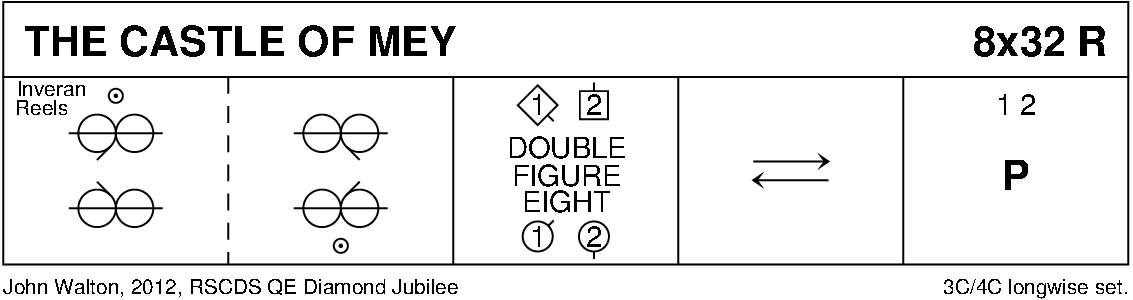 THE CASTLE OF MEY 8x32 R
Inveran
Reels
1 2 1 2
DOUBLE
FIGURE
EIGHT
P
1 2
John Walton, 2012, RSCDS QE Diamond Jubilee 3C/4C longwise set.